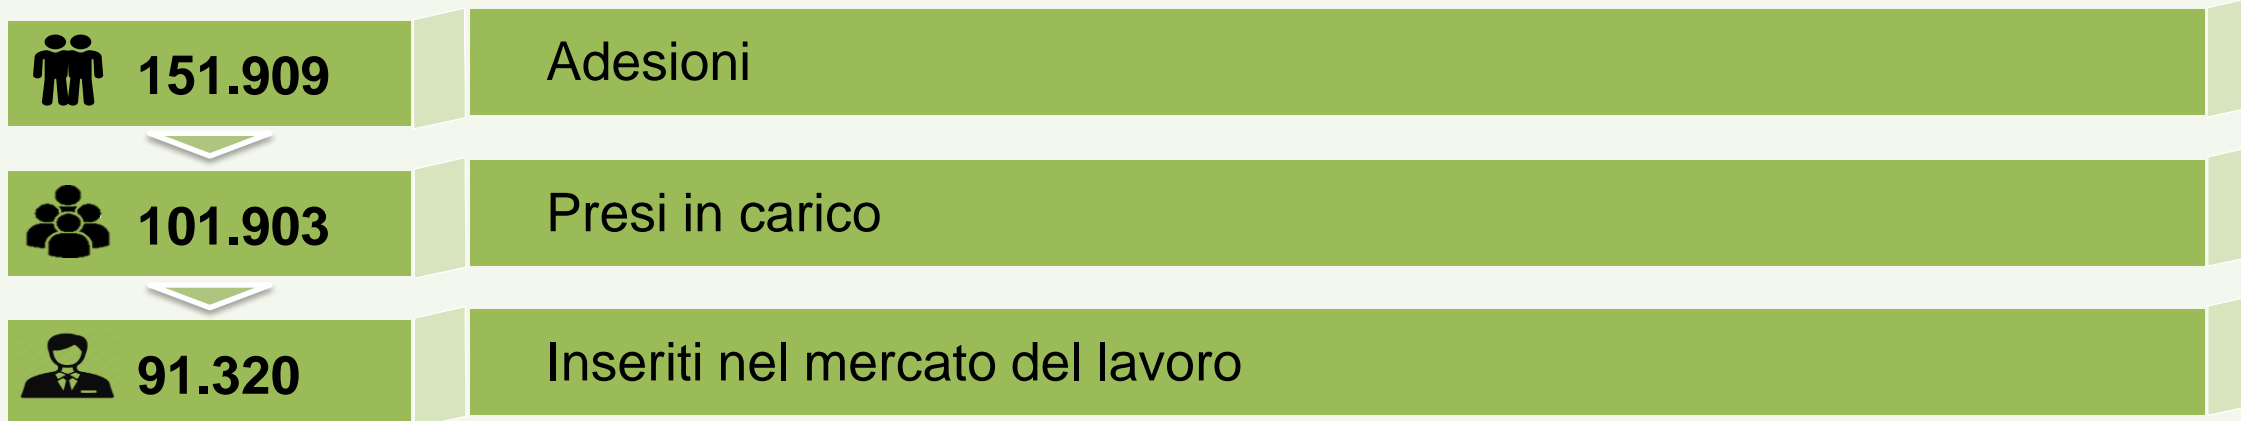 151.909
Adesioni
101.903
Presi in carico
91.320
Inseriti nel mercato del lavoro